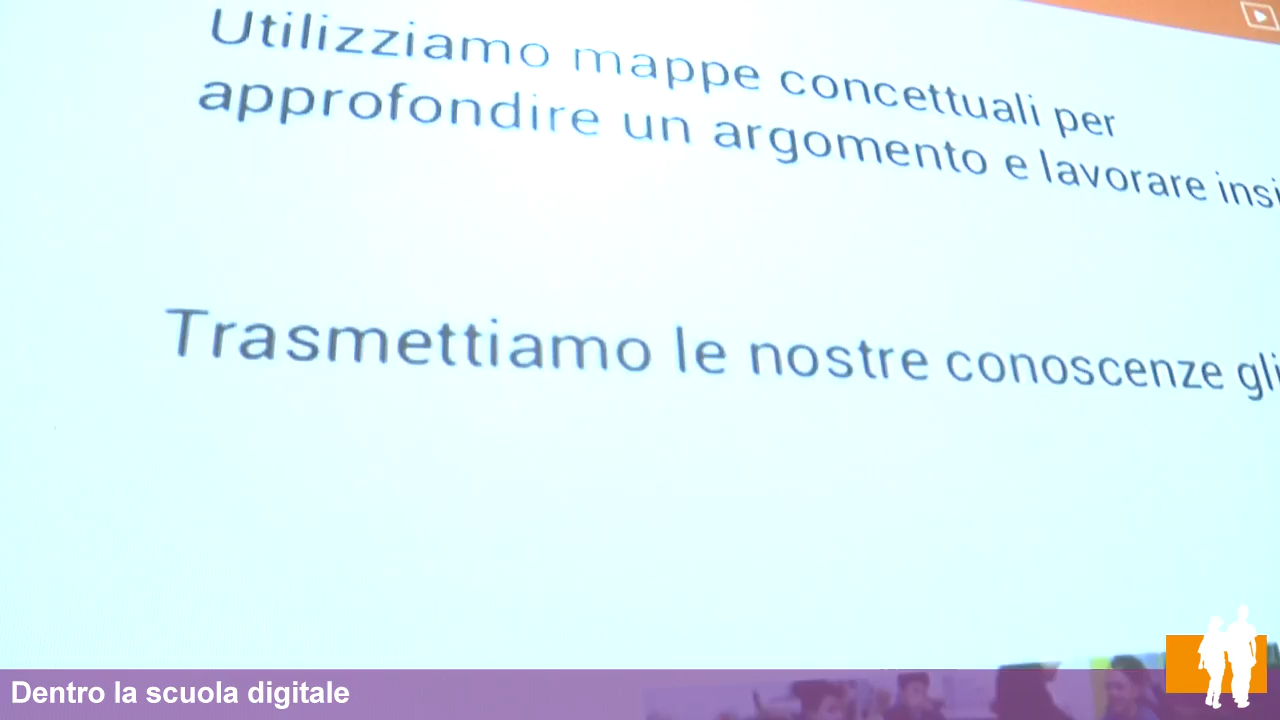 Utilizziamo mappe concettuali per
approfondire un argomento e lavorare
Trasmettiamo le nostre conoscenze
Dentro la scuola digitale